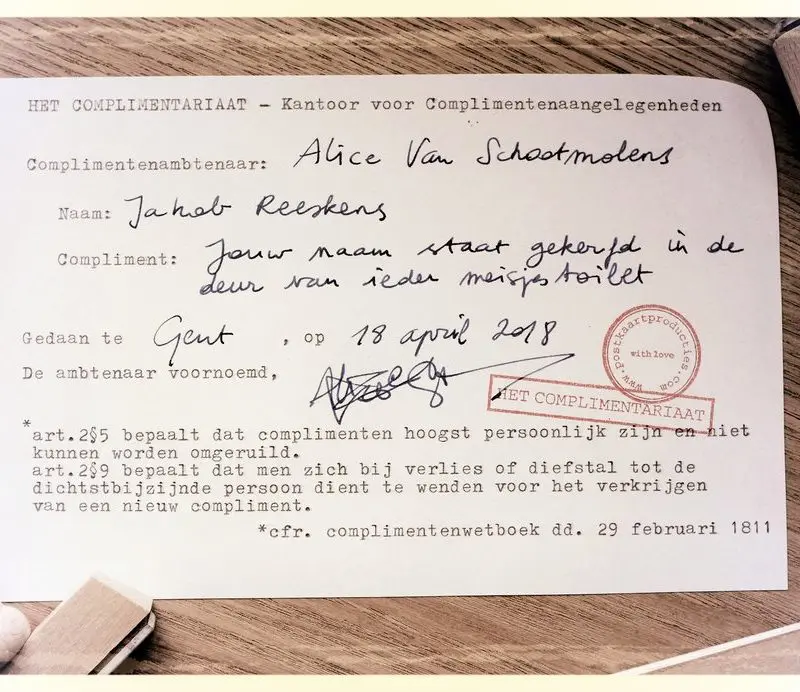 HET COMPLIMENTARIAAT – Kantoor voor Complimentenaangelegenheden
Complimentenambtenaar: Alice Van Schootmolens
Naam: Jakob Reeskens
Compliment: Jouw naam staat gekerfd in de
deur van ieder meisjestoilet
Gedaan te Gent, op 18 april 2018
De ambtenaar voornoemd,
www.postkaartproducties.com
with love
HET COMPLIMENTARIAAT
*
art.2§5 bepaalt dat complimenten hoogst persoonlijk zijn en niet
kunnen worden omgeruild.
art.2§9 bepaalt dat men zich bij verlies of diefstal tot de
dichtstbijzijnde persoon dient te wenden voor het verkrijgen
van een nieuw compliment.
*cfr. complimentenwetboek dd. 29 februari 1811